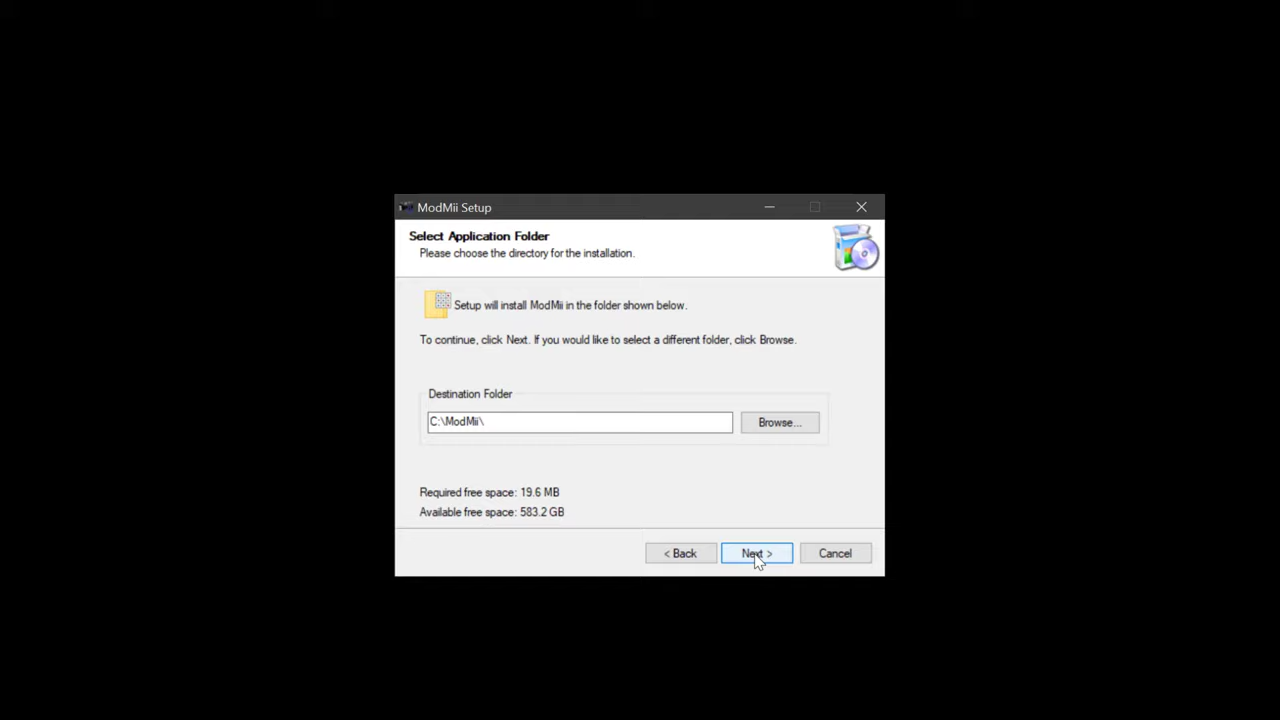 ModMii Setup
Select Application Folder
Please choose the directory for the installation.
Setup will install ModMii in the folder shown below.
To continue, click Next. If you would like to select a different folder, click Browse.
Destination Folder
C:\ModMii\
Browse...
Required free space: 19.6 MB
Available free space: 583.2 GB
< Back
Next >
Cancel